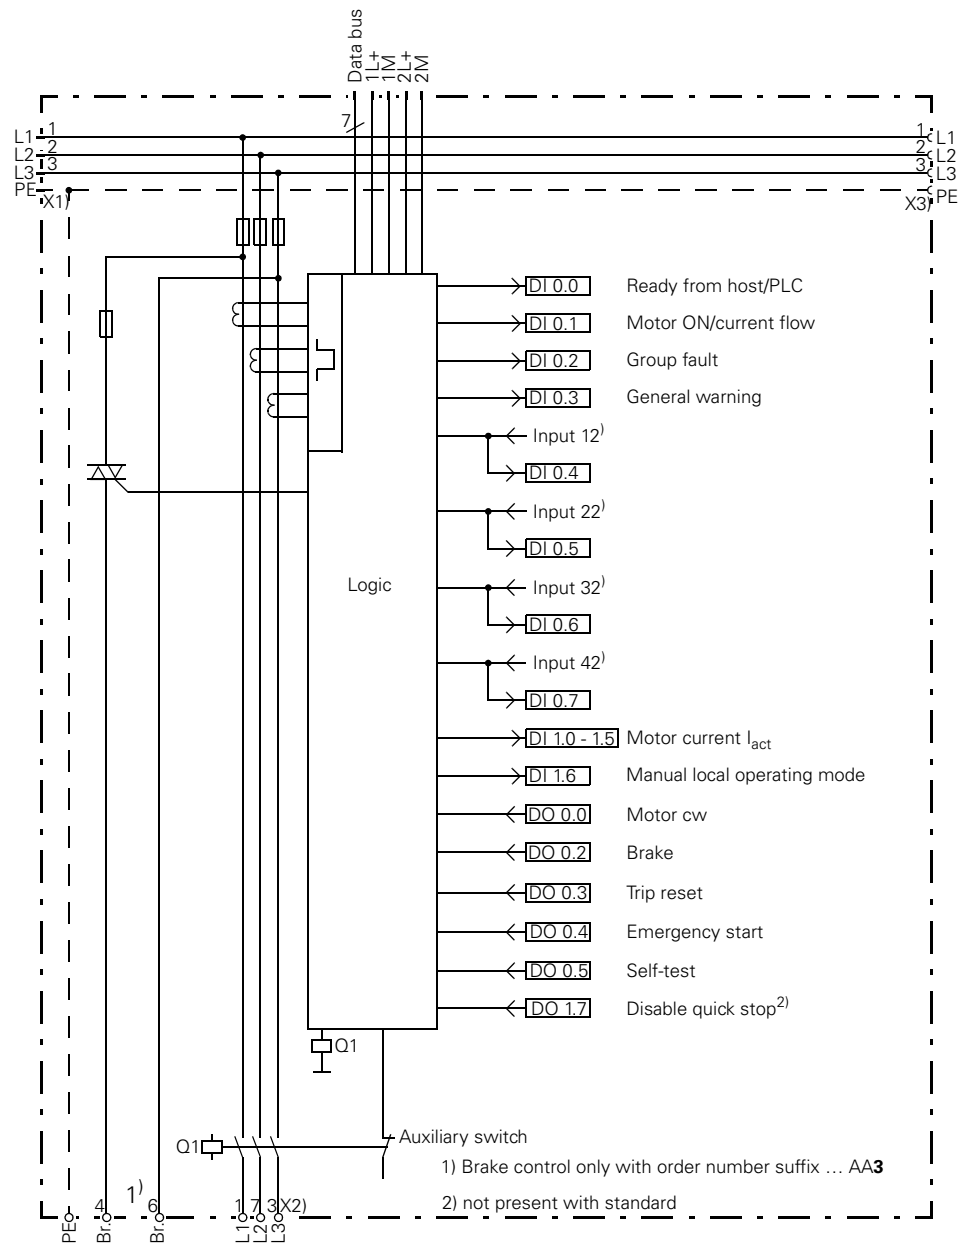 Data bus
1L+
1M
2L+
2M
7
L1 1
L2 2
L3 3
PE
X1)
1 L1
2 L2
3 L3
PE
X3)
DI 0.0 Ready from host/PLC
DI 0.1 Motor ON/current flow
DI 0.2 Group fault
DI 0.3 General warning
Input 12)
DI 0.4
Input 22)
DI 0.5
Logic
Input 32)
DI 0.6
Input 42)
DI 0.7
DI 1.0 - 1.5 Motor current Iact
DI 1.6 Manual local operating mode
DO 0.0 Motor cw
DO 0.2 Brake
DO 0.3 Trip reset
DO 0.4 Emergency start
DO 0.5 Self-test
DO 1.7 Disable quick stop2)
Q1
Q1
Auxiliary switch
1) Brake control only with order number suffix … AA3
2) not present with standard
4 1) 6 1 7 3 X2)
PE Br. Br. L1 L2 L3